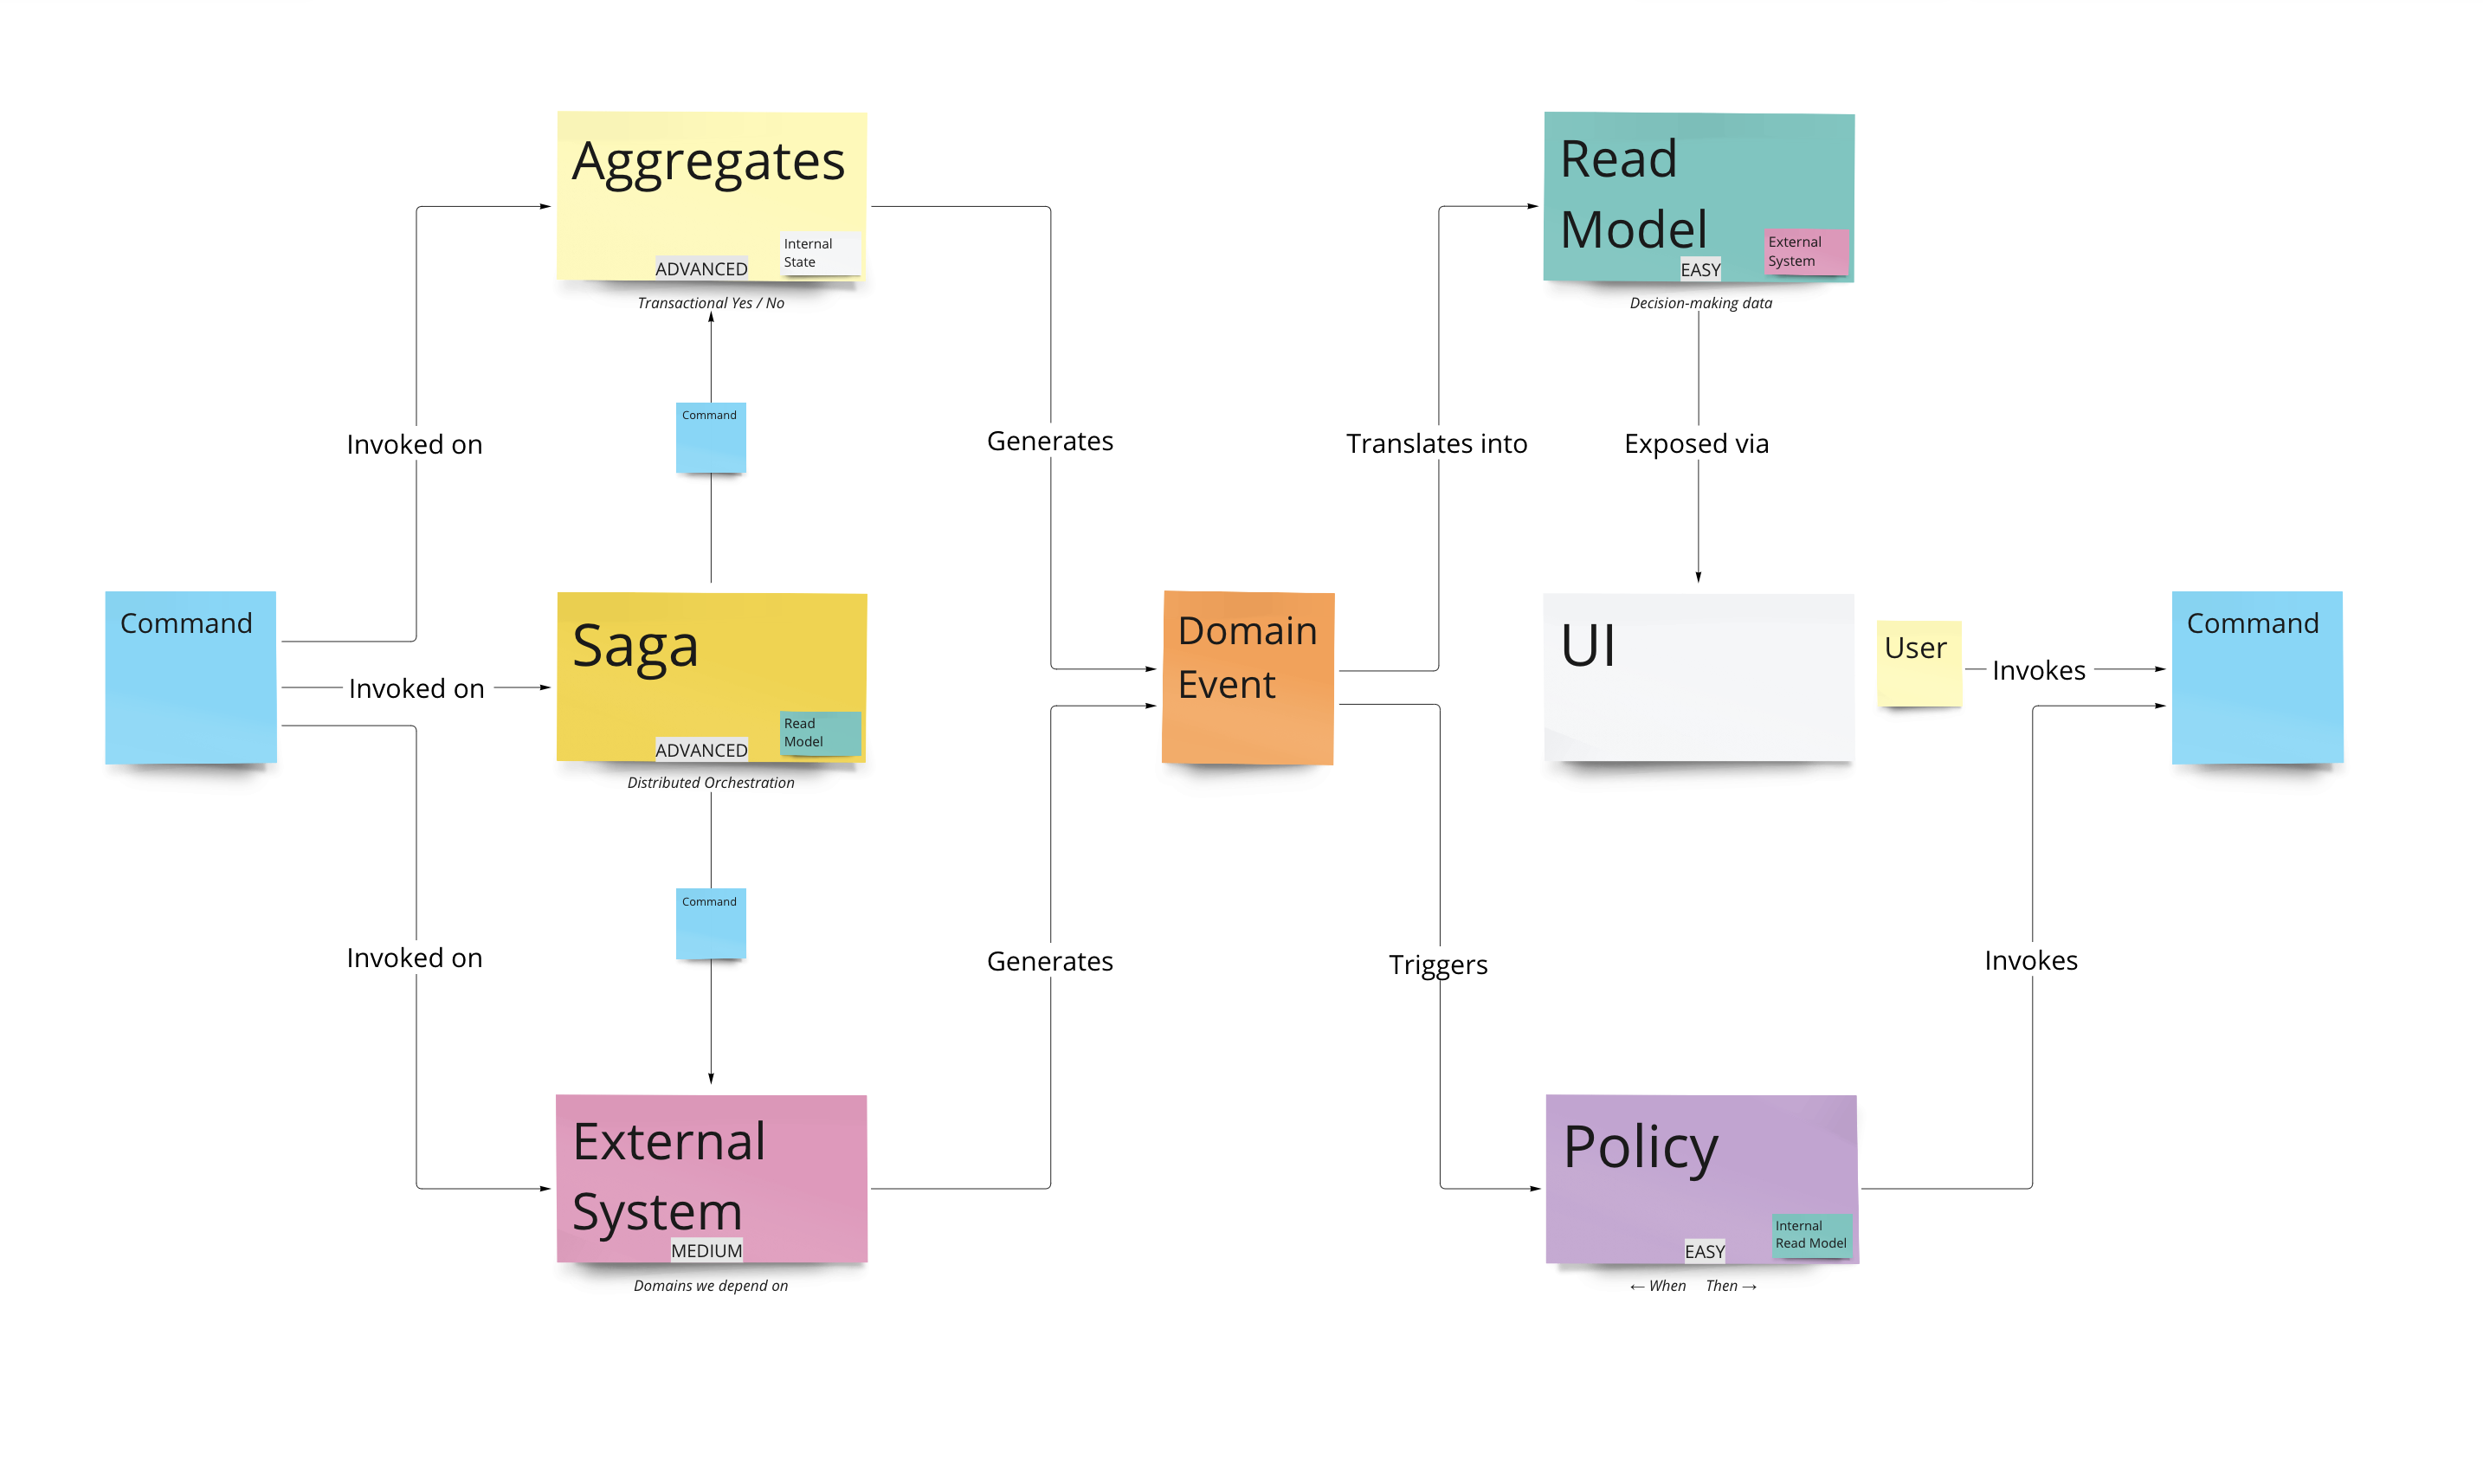 Aggregates
Internal
State
ADVANCED
Transactional Yes / No
Read
Model
External
System
EASY
Decision-making data
Command
Invoked on
Generates
Translates into
Exposed via
Command
Invoked on
Saga
Read
Model
ADVANCED
Distributed Orchestration
Domain
Event
UI
User
Invokes
Command
Command
Invoked on
Generates
Triggers
Invokes
External
System
MEDIUM
Domains we depend on
Policy
Internal
Read Model
EASY
← When Then →